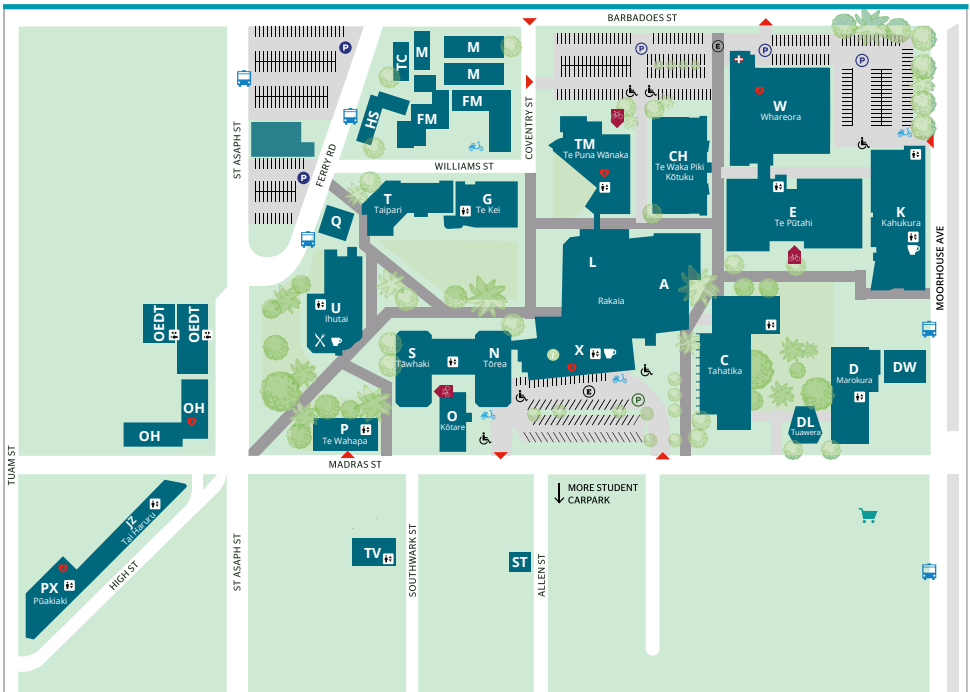 BARBADOES ST
P
P
P
P
E
TC
M
M
M
HS
FM
FM
W
Whareora
ST ASAPH ST
FERRY RD
COVENTRY ST
WILLIAMS ST
P
TM
Te Puna Wānaka
CH
Te Waka Piki
Kōtuku
T
Taipari
G
Te Kei
E
Te Pūtahi
K
Kahukura
Q
L
A
Rakaia
MOORHOUSE AVE
U
Ihutai
OEDT
OEDT
S
Tāwhaki
N
Tōrea
i
X
E
P
C
Tahatika
D
Marokura
DW
OH
OH
O
Kōtare
P
Te Wahapa
DL
Tuawera
TUAM ST
MADRAS ST
MORE STUDENT
CARPARK
JZ
Tai Haruru
TV
ST
PX
Pūakiaki
HIGH ST
ST ASAPH ST
SOUTHWARK ST
ALLEN ST